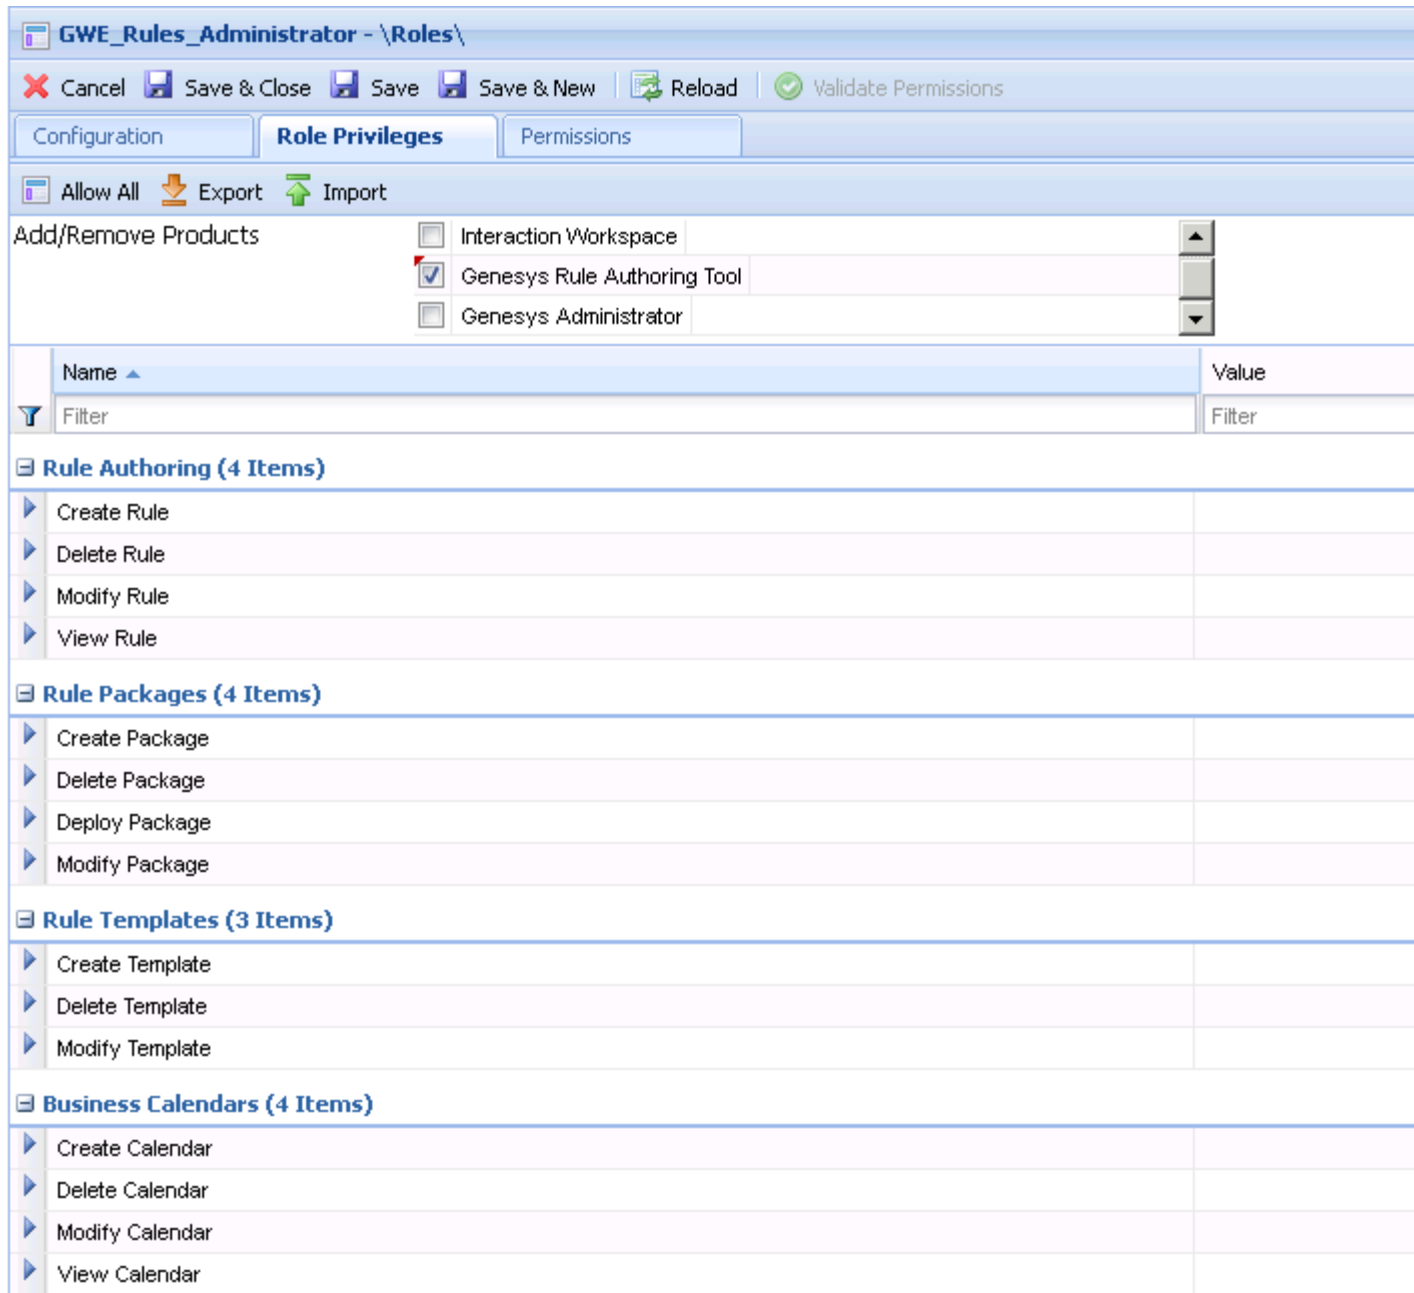 GWE_Rules_Administrator - \Roles\
Cancel Save & Close Save Save & New Reload Validate Permissions
Configuration Role Privileges Permissions
Allow All Export Import
Add/Remove Products Interaction Workspace
Genesys Rule Authoring Tool
Genesys Administrator
Name Value
Filter Filter
Rule Authoring (4 Items)
Create Rule
Delete Rule
Modify Rule
View Rule
Rule Packages (4 Items)
Create Package
Delete Package
Deploy Package
Modify Package
Rule Templates (3 Items)
Create Template
Delete Template
Modify Template
Business Calendars (4 Items)
Create Calendar
Delete Calendar
Modify Calendar
View Calendar